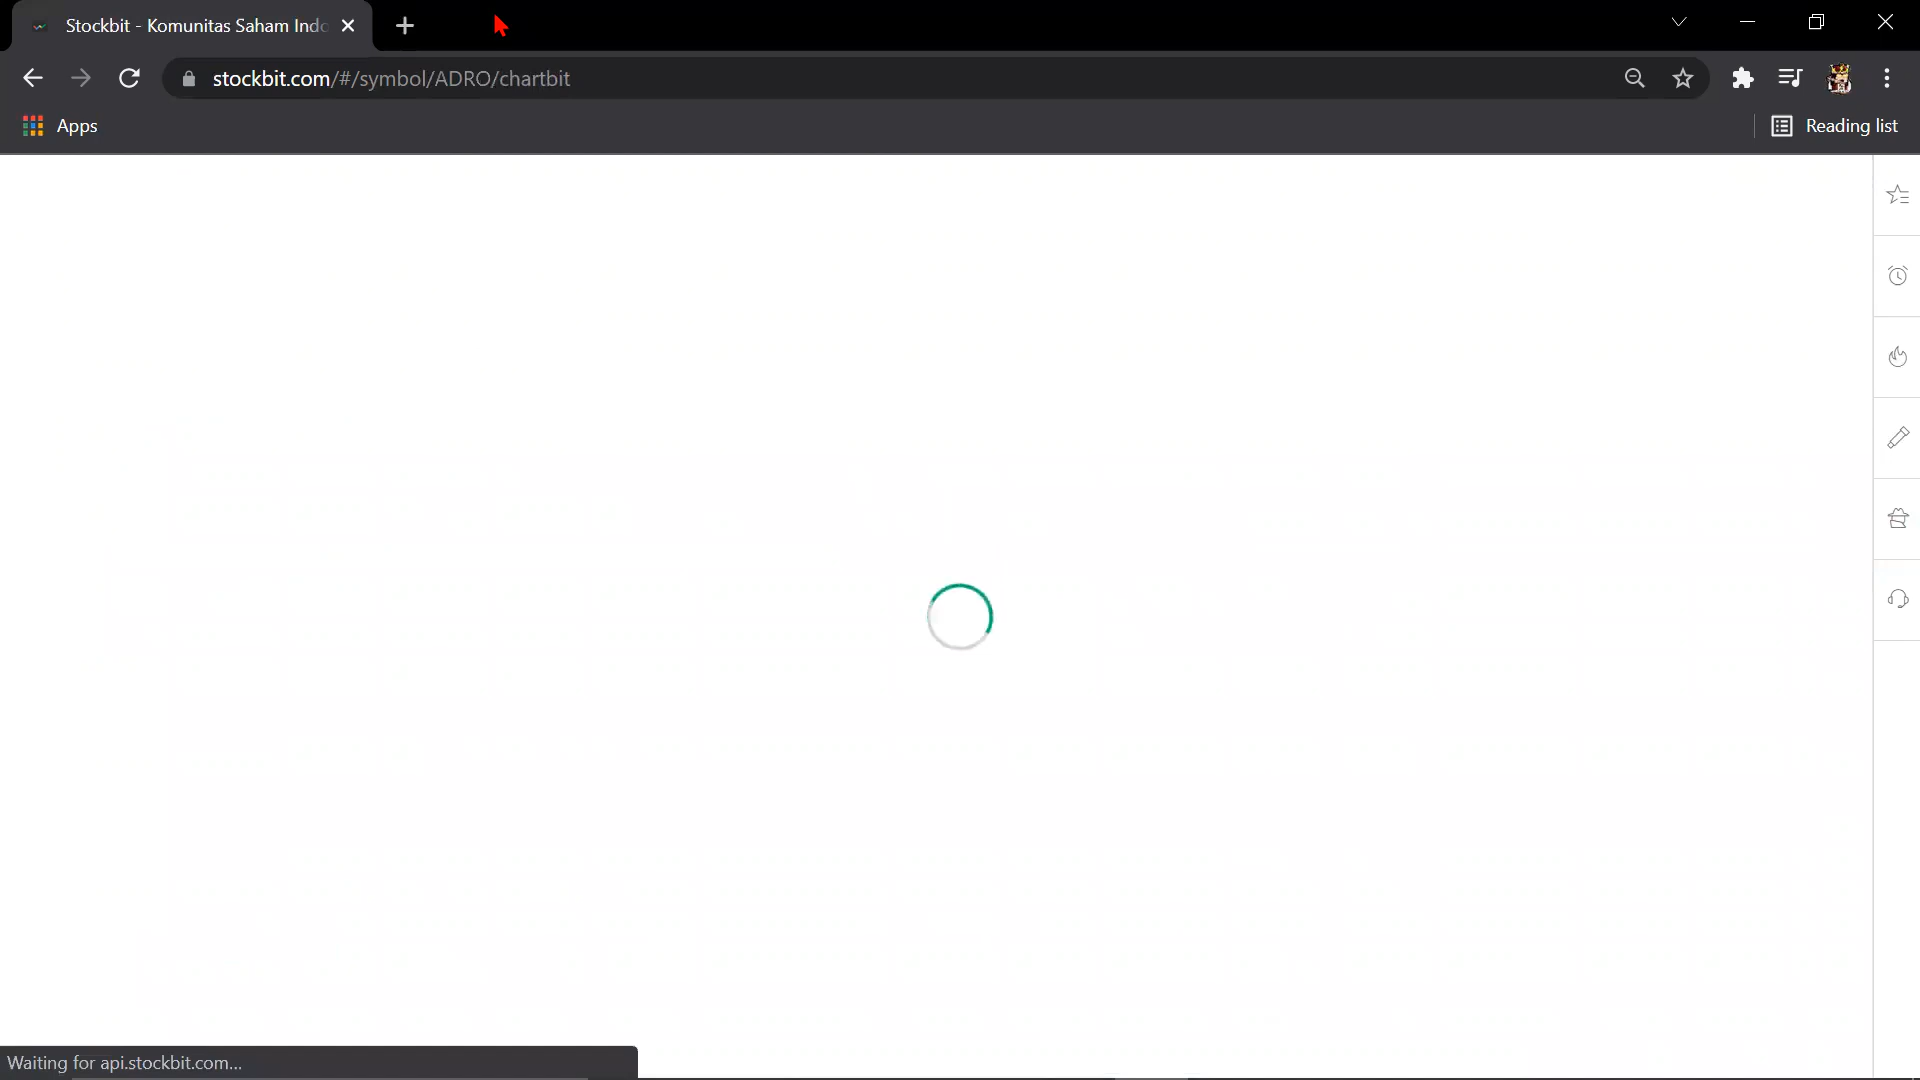 Stockbit - Komunitas Saham Indo
stockbit.com/#/symbol/ADRO/chartbit
Apps
Reading list
Waiting for api.stockbit.com...